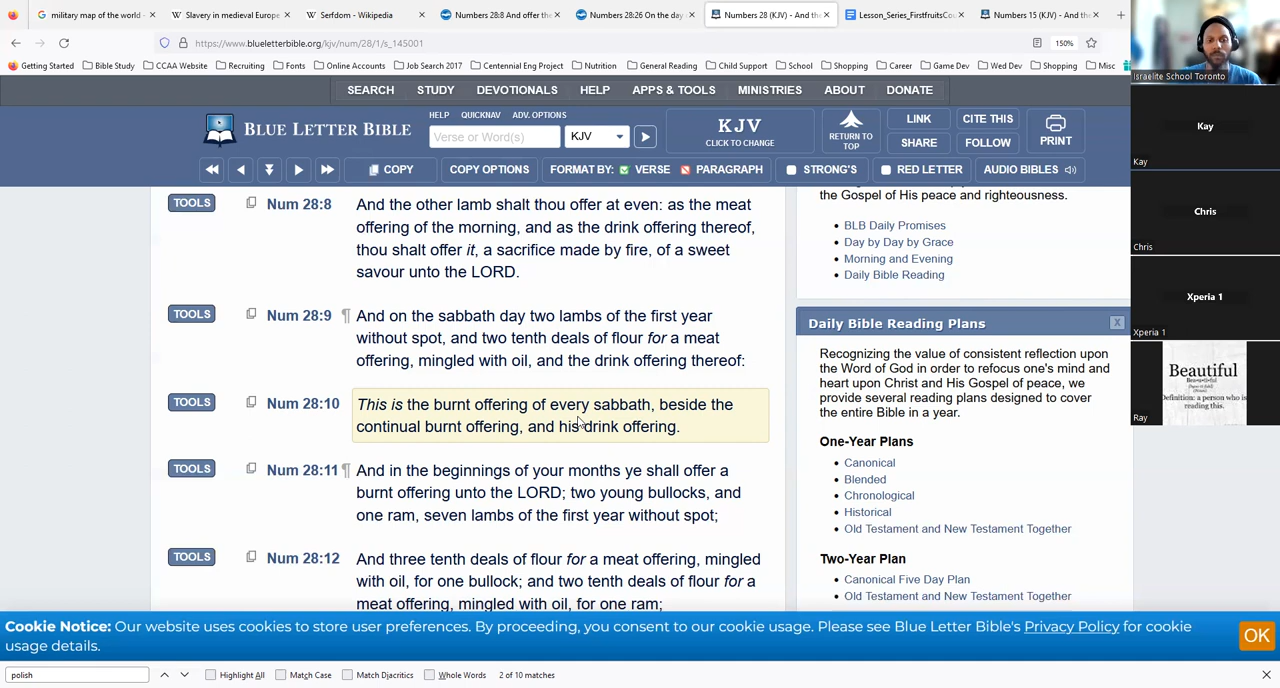 military map of the world -
Slavery in medieval Europe
Serfdom - Wikipedia
Numbers 28:8 And offer the
Numbers 28:26 On the day
Numbers 28 (KJV) - And the
Lesson_Series_FirstfruitsCou
Numbers 15 (KJV) - And the
https://www.blueletterbible.org/kjv/num/28/1/s_145001
150%
Getting Started
Bible Study
CCAA Website
Recruiting
Fonts
Online Accounts
Job Search 2017
Centennial Eng Project
Nutrition
General Reading
Child Support
School
Shopping
Career
Game Dev
Wed Dev
Shopping
Misc
SEARCH
STUDY
DEVOTIONALS
HELP
APPS & TOOLS
MINISTRIES
ABOUT
DONATE
BLUE LETTER BIBLE
HELP QUICKNAV ADV. OPTIONS
Verse or Word(s)
KJV
KJV
CLICK TO CHANGE
RETURN TO
TOP
LINK
CITE THIS
SHARE
FOLLOW
PRINT
COPY
COPY OPTIONS
FORMAT BY: VERSE PARAGRAPH
STRONG'S
RED LETTER
AUDIO BIBLES
TOOLS Num 28:8 And the other lamb shalt thou offer at even: as the meat
offering of the morning, and as the drink offering thereof,
thou shalt offer it, a sacrifice made by fire, of a sweet
savour unto the LORD.
TOOLS Num 28:9 ¶ And on the sabbath day two lambs of the first year
without spot, and two tenth deals of flour for a meat
offering, mingled with oil, and the drink offering thereof:
TOOLS Num 28:10 This is the burnt offering of every sabbath, beside the
continual burnt offering, and his drink offering.
TOOLS Num 28:11 ¶ And in the beginnings of your months ye shall offer a
burnt offering unto the LORD; two young bullocks, and
one ram, seven lambs of the first year without spot;
TOOLS Num 28:12 And three tenth deals of flour for a meat offering, mingled
with oil, for one bullock; and two tenth deals of flour for a
meat offering, mingled with oil, for one ram;
the Gospel of His peace and righteousness.
BLB Daily Promises
Day by Day by Grace
Morning and Evening
Daily Bible Reading
Daily Bible Reading Plans
X
Recognizing the value of consistent reflection upon
the Word of God in order to refocus one's mind and
heart upon Christ and His Gospel of peace, we
provide several reading plans designed to cover
the entire Bible in a year.
One-Year Plans
Canonical
Blended
Chronological
Historical
Old Testament and New Testament Together
Two-Year Plan
Canonical Five Day Plan
Old Testament and New Testament Together
Cookie Notice: Our website uses cookies to store user preferences. By proceeding, you consent to our cookie usage. Please see Blue Letter Bible's Privacy Policy for cookie
usage details.
OK
polish
Highlight All
Match Case
Match Diacritics
Whole Words
2 of 10 matches
Israelite School Toronto
Kay
Kay
Chris
Chris
Xperia 1
Xperia 1
Beautiful
Definition: a person who is
reading this.
Ray